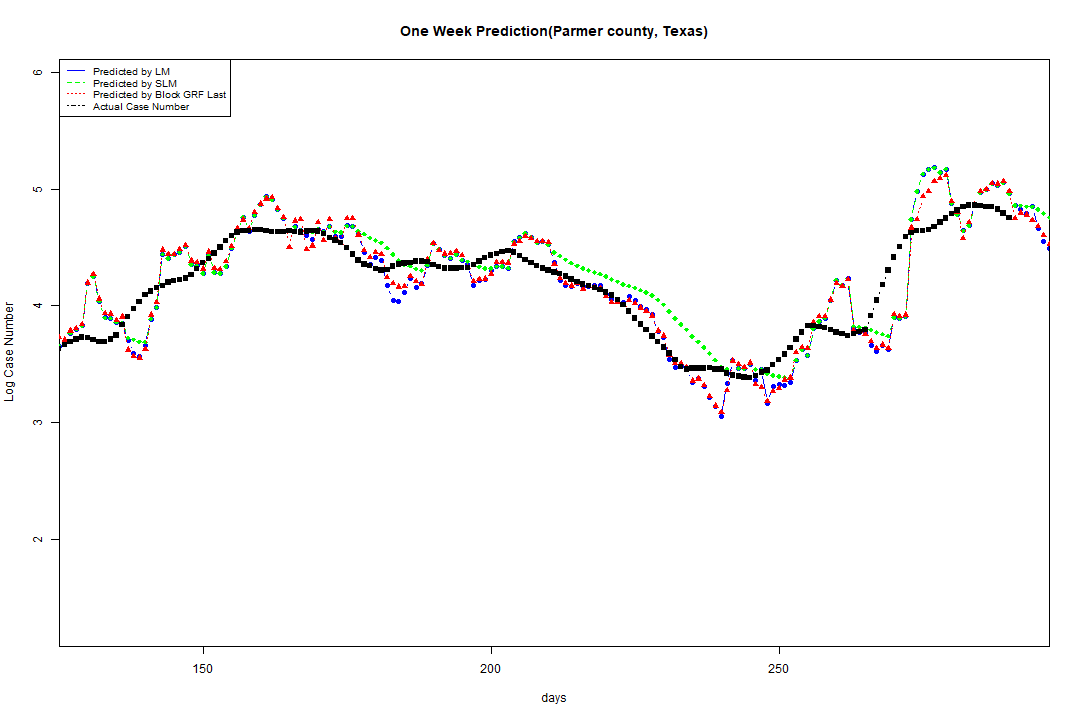 One Week Prediction(Parmer county, Texas)
Predicted by LM
Predicted by SLM
Predicted by Block GRF Last
Actual Case Number
6
5
4
3
2
Log Case Number
150
200
250
days